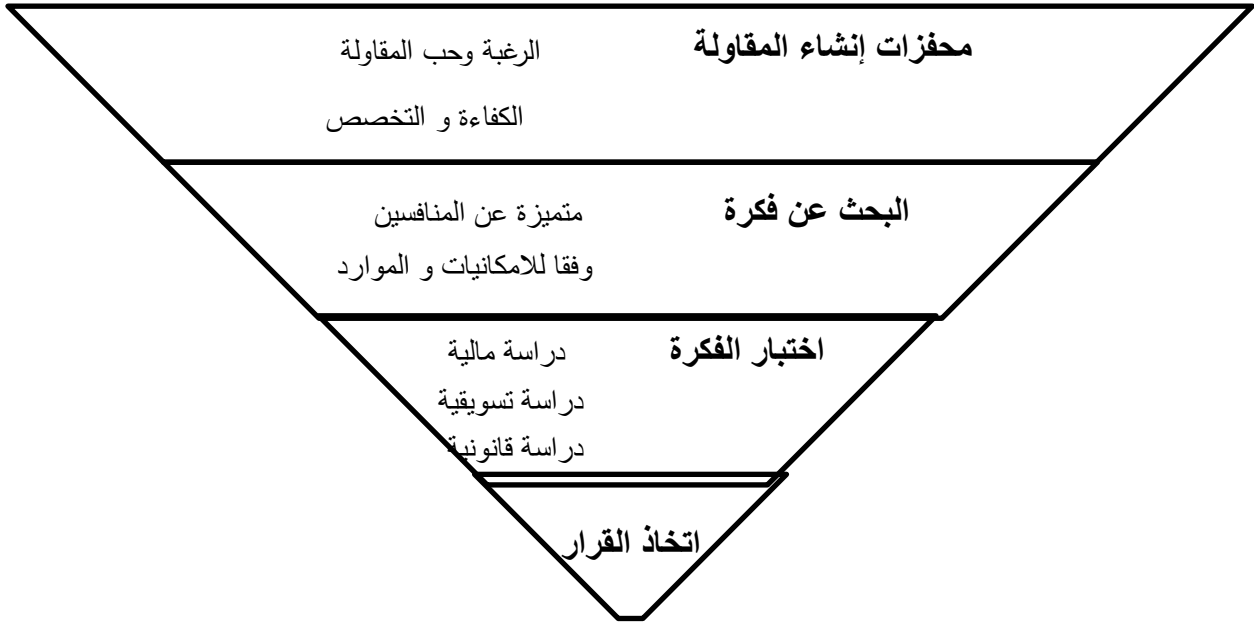 محفزات إنشاء المقاولة
الرغبة وحب المقاولة
الكفاءة و التخصص
البحث عن فكرة
متميزة عن المنافسين
وفقا للامكانيات و الموارد
اختبار الفكرة
دراسة مالية
دراسة تسويقية
دراسة قانونية
اتخاذ القرار